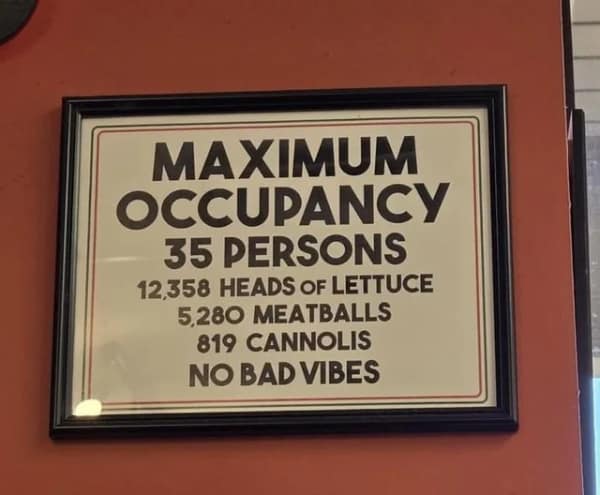 MAXIMUM
OCCUPANCY
35 PERSONS
12,358 HEADS OF LETTUCE
5,280 MEATBALLS
819 CANNOLIS
NO BAD VIBES